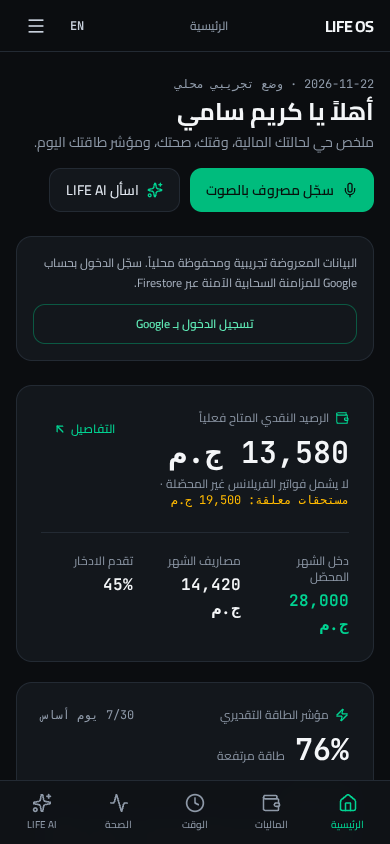 LIFE OS
الرئيسية
EN
2026-11-22 · وضع تجريبي محلي
أهلاً يا كريم سامي
ملخص حي لحالتك المالية، وقتك، صحتك، ومؤشر طاقتك اليوم.
سجّل مصروف بالصوت
اسأل LIFE AI
البيانات المعروضة تجريبية ومحفوظة محلياً. سجّل الدخول بحساب
Google للمزامنة السحابية الآمنة عبر Firestore.
تسجيل الدخول بـ Google
الرصيد النقدي المتاح فعلياً
التفاصيل
13,580 ج.م
لا يشمل فواتير الفريلانس غير المحصّلة ·
مستحقات معلقة: 19,500 ج.م
دخل الشهر
المحصّل
28,000
ج.م
مصاريف الشهر
14,420
ج.م
تقدم الادخار
45%
مؤشر الطاقة التقديري
7/30 يوم أساس
76%
طاقة مرتفعة
الرئيسية
الماليات
الوقت
الصحة
LIFE AI